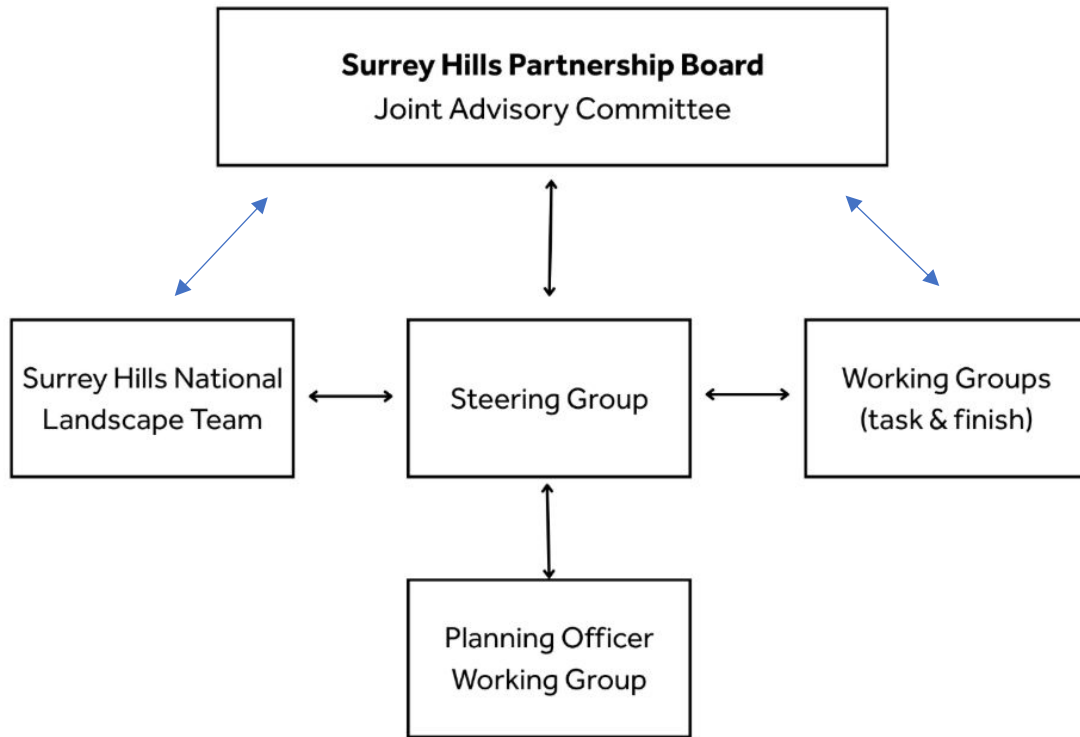 Surrey Hills Partnership Board
Joint Advisory Committee
Surrey Hills National
Landscape Team
Steering Group
Working Groups
(task & finish)
Planning Officer
Working Group